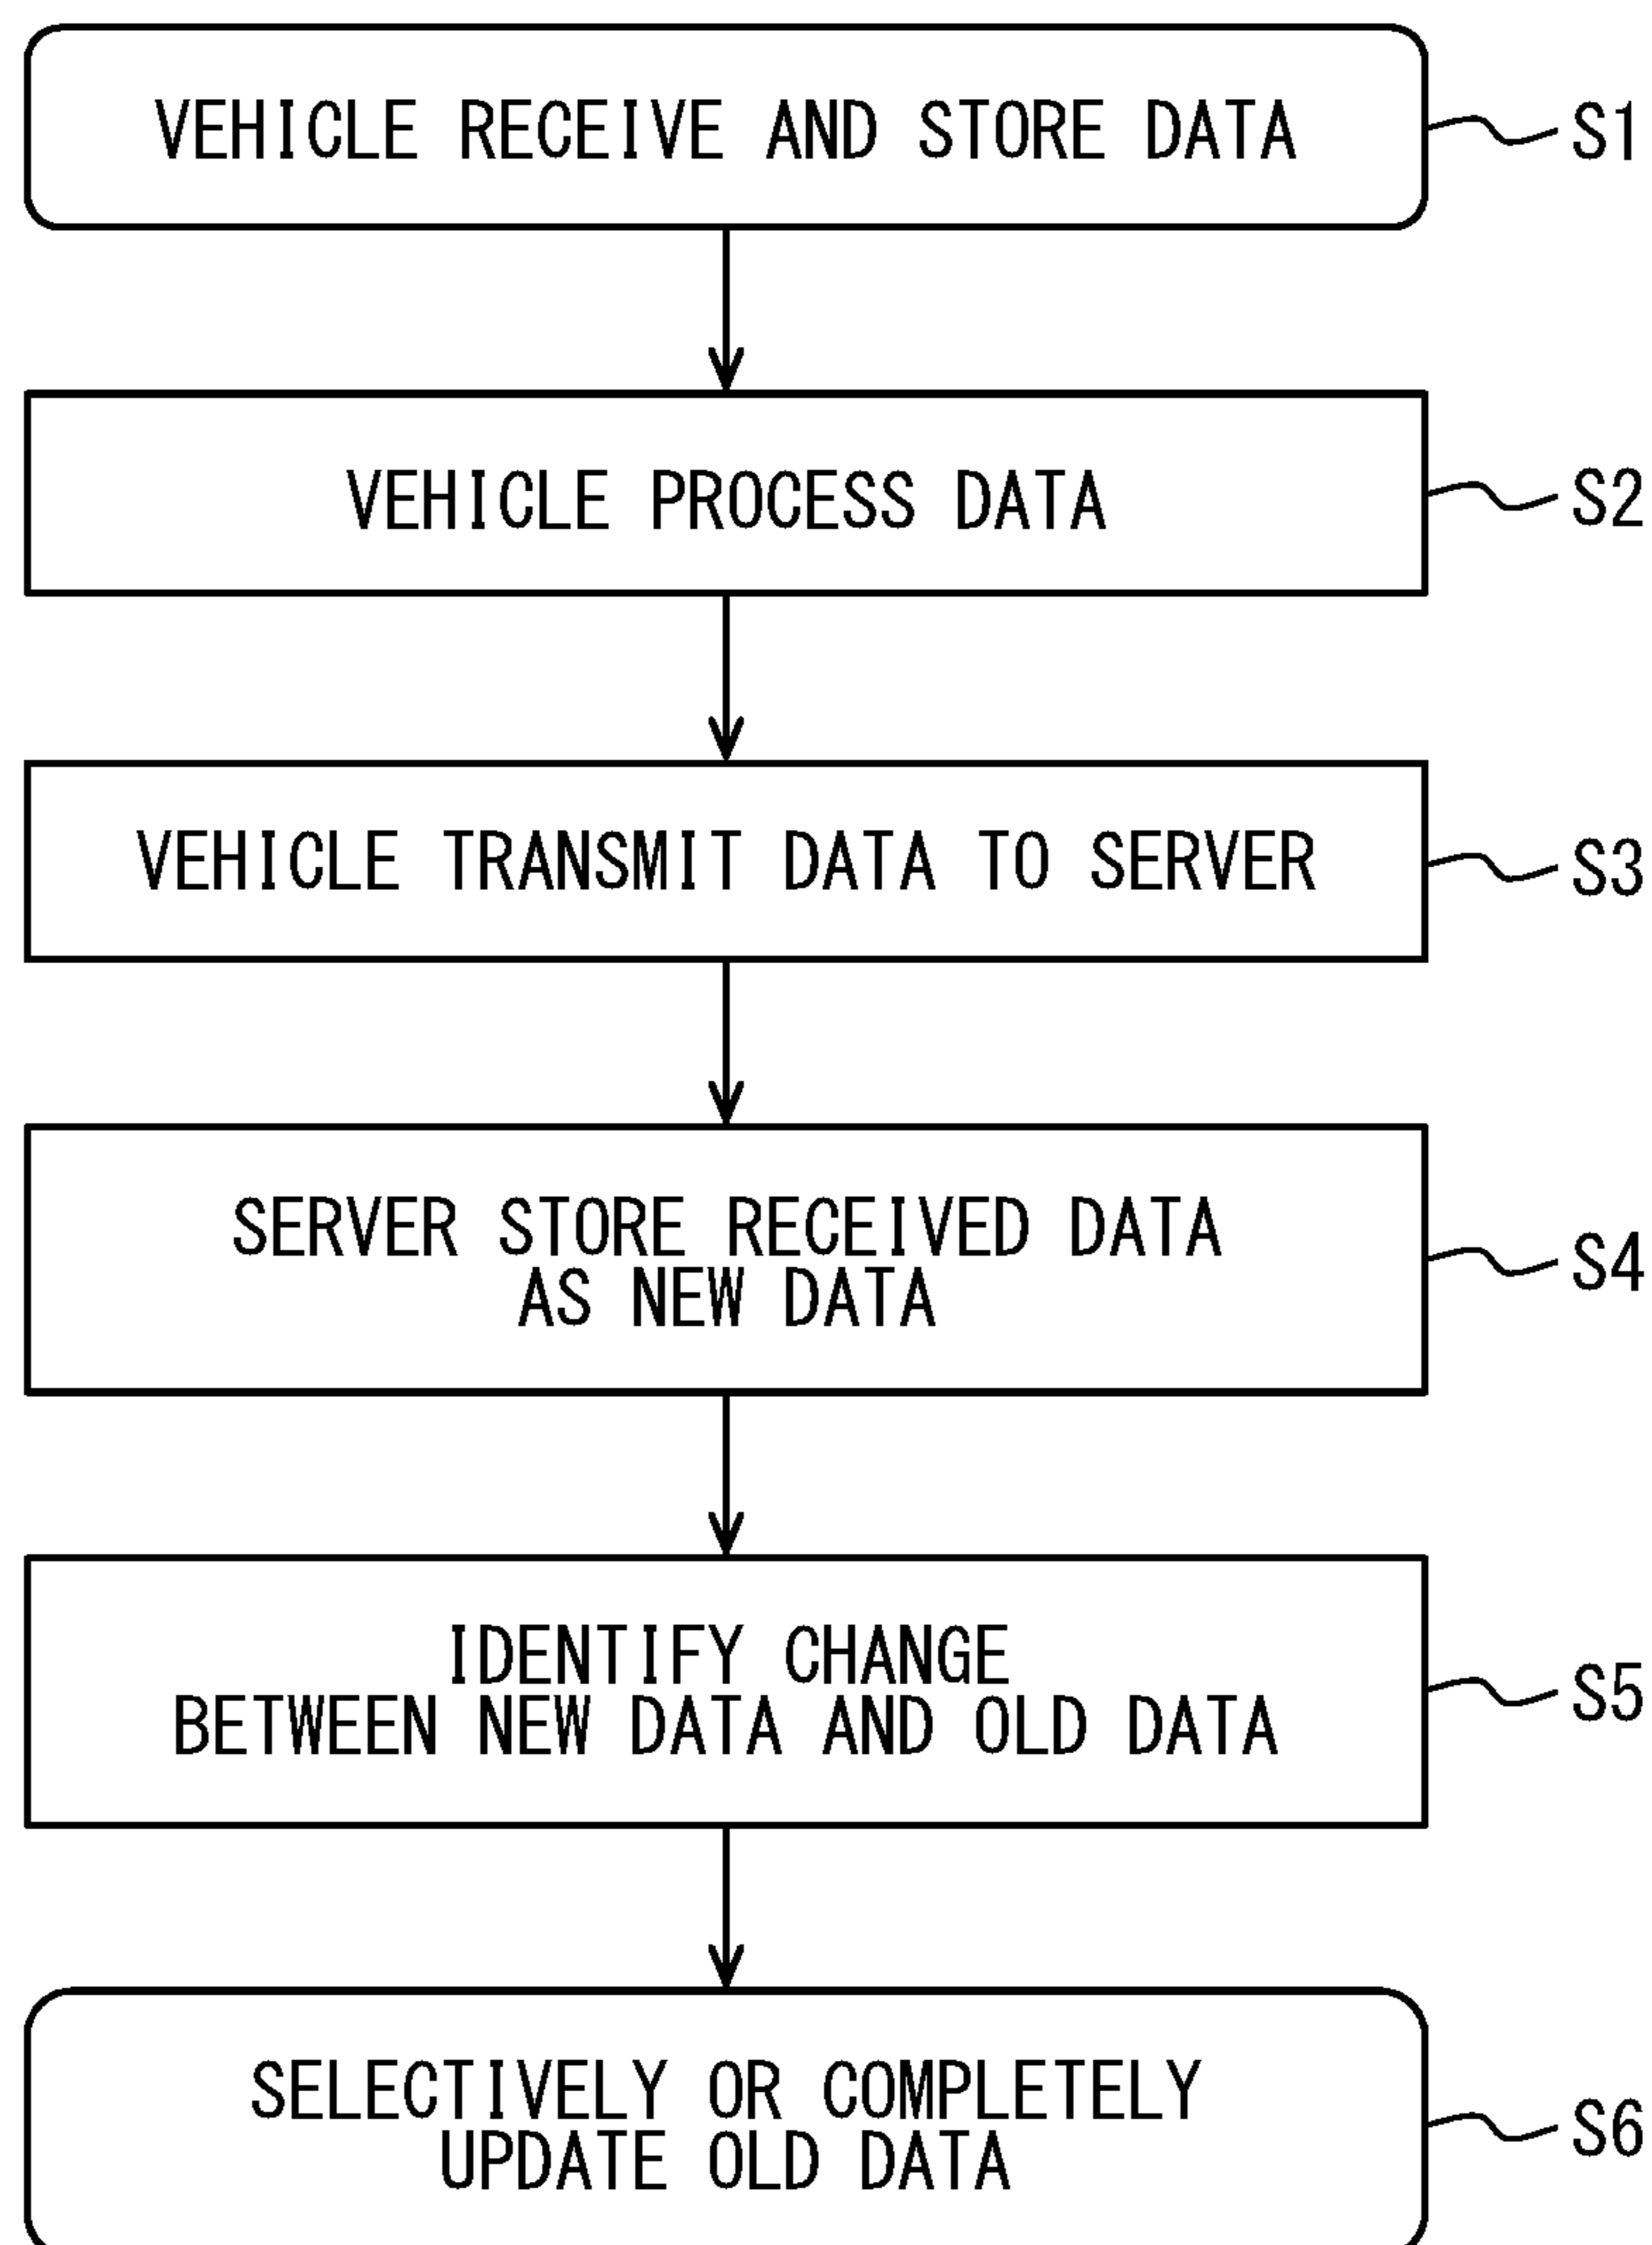 VEHICLE RECEIVE AND STORE DATA
S1
VEHICLE PROCESS DATA
S2
VEHICLE TRANSMIT DATA TO SERVER
S3
SERVER STORE RECEIVED DATA
AS NEW DATA
S4
IDENTIFY CHANGE
BETWEEN NEW DATA AND OLD DATA
S5
SELECTIVELY OR COMPLETELY
UPDATE OLD DATA
S6